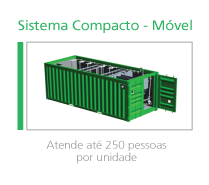 Sistema Compacto - Móvel
Atende até 250 pessoas
por unidade